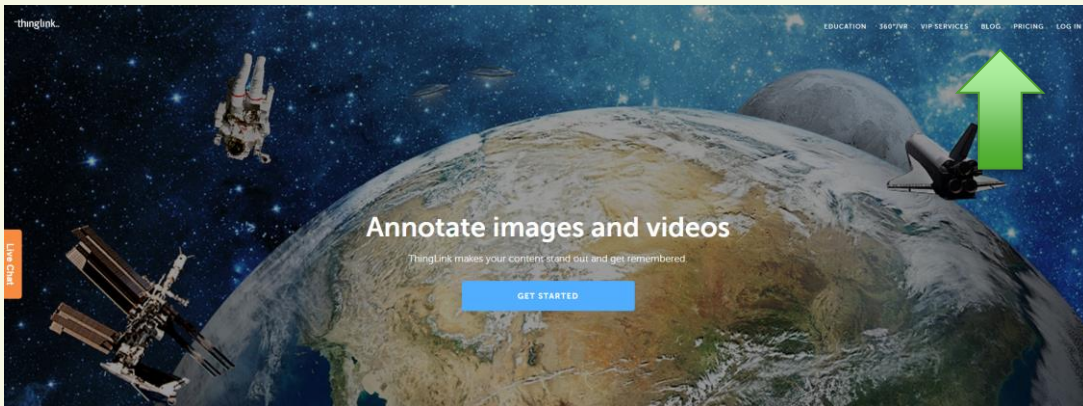 thinglink..
EDUCATION 360°/VR VIP SERVICES BLOG PRICING LOG IN
Annotate images and videos
ThingLink makes your content stand out and get remembered
GET STARTED
Live Chat